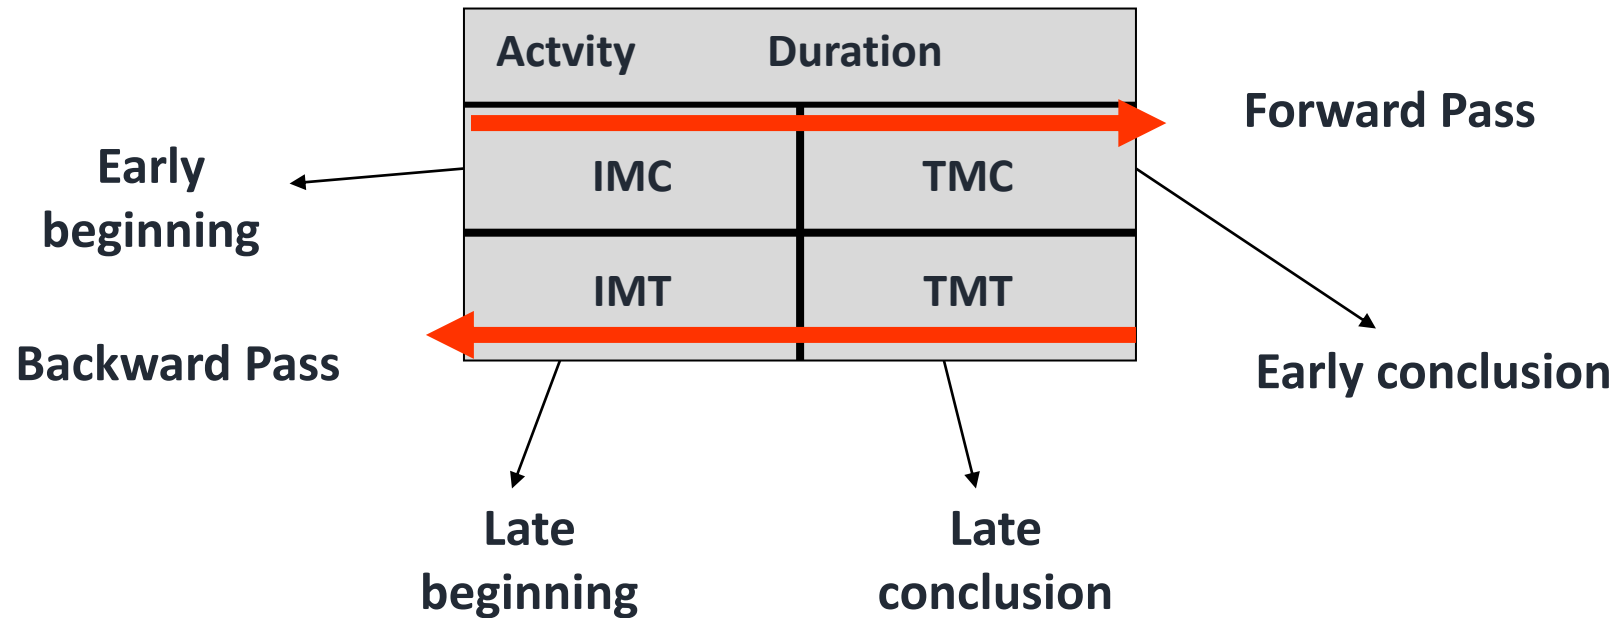 Actvity Duration
Forward Pass
Early
beginning
IMC TMC
IMT TMT
Backward Pass
Early conclusion
Late
beginning
Late
conclusion